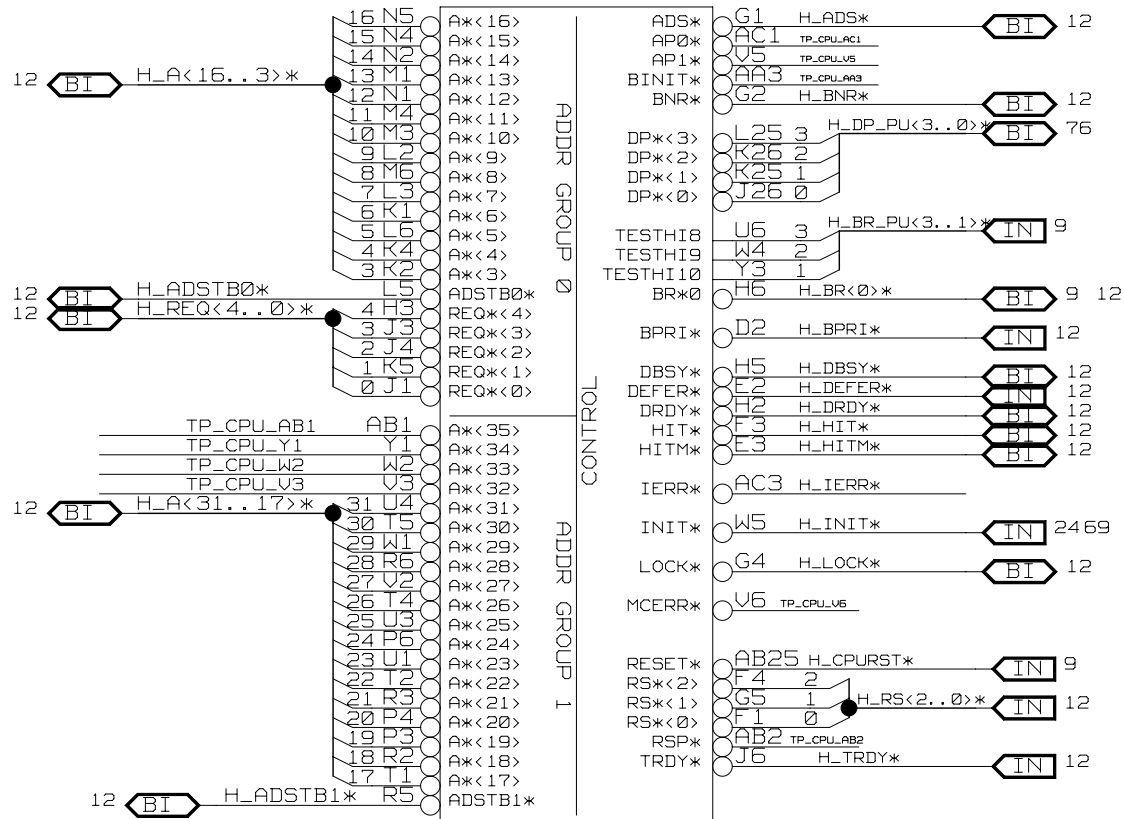 16 N5 A*<16> ADS* G1 H_ADS* BI 12
15 N4 A*<15> AP0* AC1 TP_CPU_AC1
14 N2 A*<14> AP1* V5 TP_CPU_V5
12 BI H_A<16..3>* 13 M1 A*<13> BINIT* AA3 TP_CPU_AA3
12 N1 A*<12> BNR* G2 H_BNR* BI 12
11 M4 A*<11>
10 M3 A*<10> DP*<3> L25 3 H_DP_PU<3..0>* BI 76
9 L2 A*<9> DP*<2> K26 2
8 M6 A*<8> DP*<1> K25 1
7 L3 A*<7> DP*<0> J26 0
6 K1 A*<6>
5 L6 A*<5> TESTHI8 U6 3 H_BR_PU<3..1>* IN 9
4 K4 A*<4> TESTHI9 W4 2
3 K2 A*<3> TESTHI10 Y3 1
ADDR GROUP 0
12 BI H_ADSTB0* L5 ADSTB0* BR*0 H6 H_BR<0>* BI 9 12
12 BI H_REQ<4..0>* 4 H3 REQ*<4>
3 J3 REQ*<3> BPRI* D2 H_BPRI* IN 12
2 J4 REQ*<2>
1 K5 REQ*<1> DBSY* H5 H_DBSY* BI 12
0 J1 REQ*<0> DEFER* E2 H_DEFER* IN 12
DRDY* H2 H_DRDY* BI 12
CONTROL
TP_CPU_AB1 AB1 A*<35> HIT* F3 H_HIT* BI 12
TP_CPU_Y1 Y1 A*<34> HITM* E3 H_HITM* BI 12
TP_CPU_W2 W2 A*<33>
TP_CPU_V3 V3 A*<32> IERR* AC3 H_IERR*
12 BI H_A<31..17>* 31 U4 A*<31>
30 T5 A*<30> INIT* W5 H_INIT* IN 24 69
29 W1 A*<29>
28 R6 A*<28> LOCK* G4 H_LOCK* BI 12
27 V2 A*<27>
26 T4 A*<26> MCERR* V6 TP_CPU_V6
25 U3 A*<25>
24 P6 A*<24>
ADDR GROUP 1
23 U1 A*<23> RESET* AB25 H_CPURST* IN 9
22 T2 A*<22> RS*<2> F4 2
21 R3 A*<21> RS*<1> G5 1 H_RS<2..0>* IN 12
20 P4 A*<20> RS*<0> F1 0
19 P3 A*<19> RSP* AB2 TP_CPU_AB2
18 R2 A*<18> TRDY* J6 H_TRDY* IN 12
17 T1 A*<17>
12 BI H_ADSTB1* R5 ADSTB1*